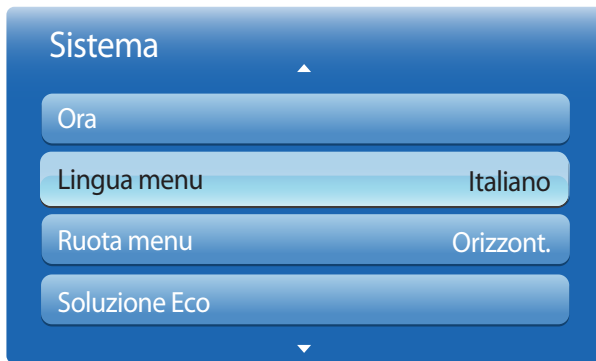 Sistema
Ora
Lingua menu Italiano
Ruota menu Orizzont.
Soluzione Eco